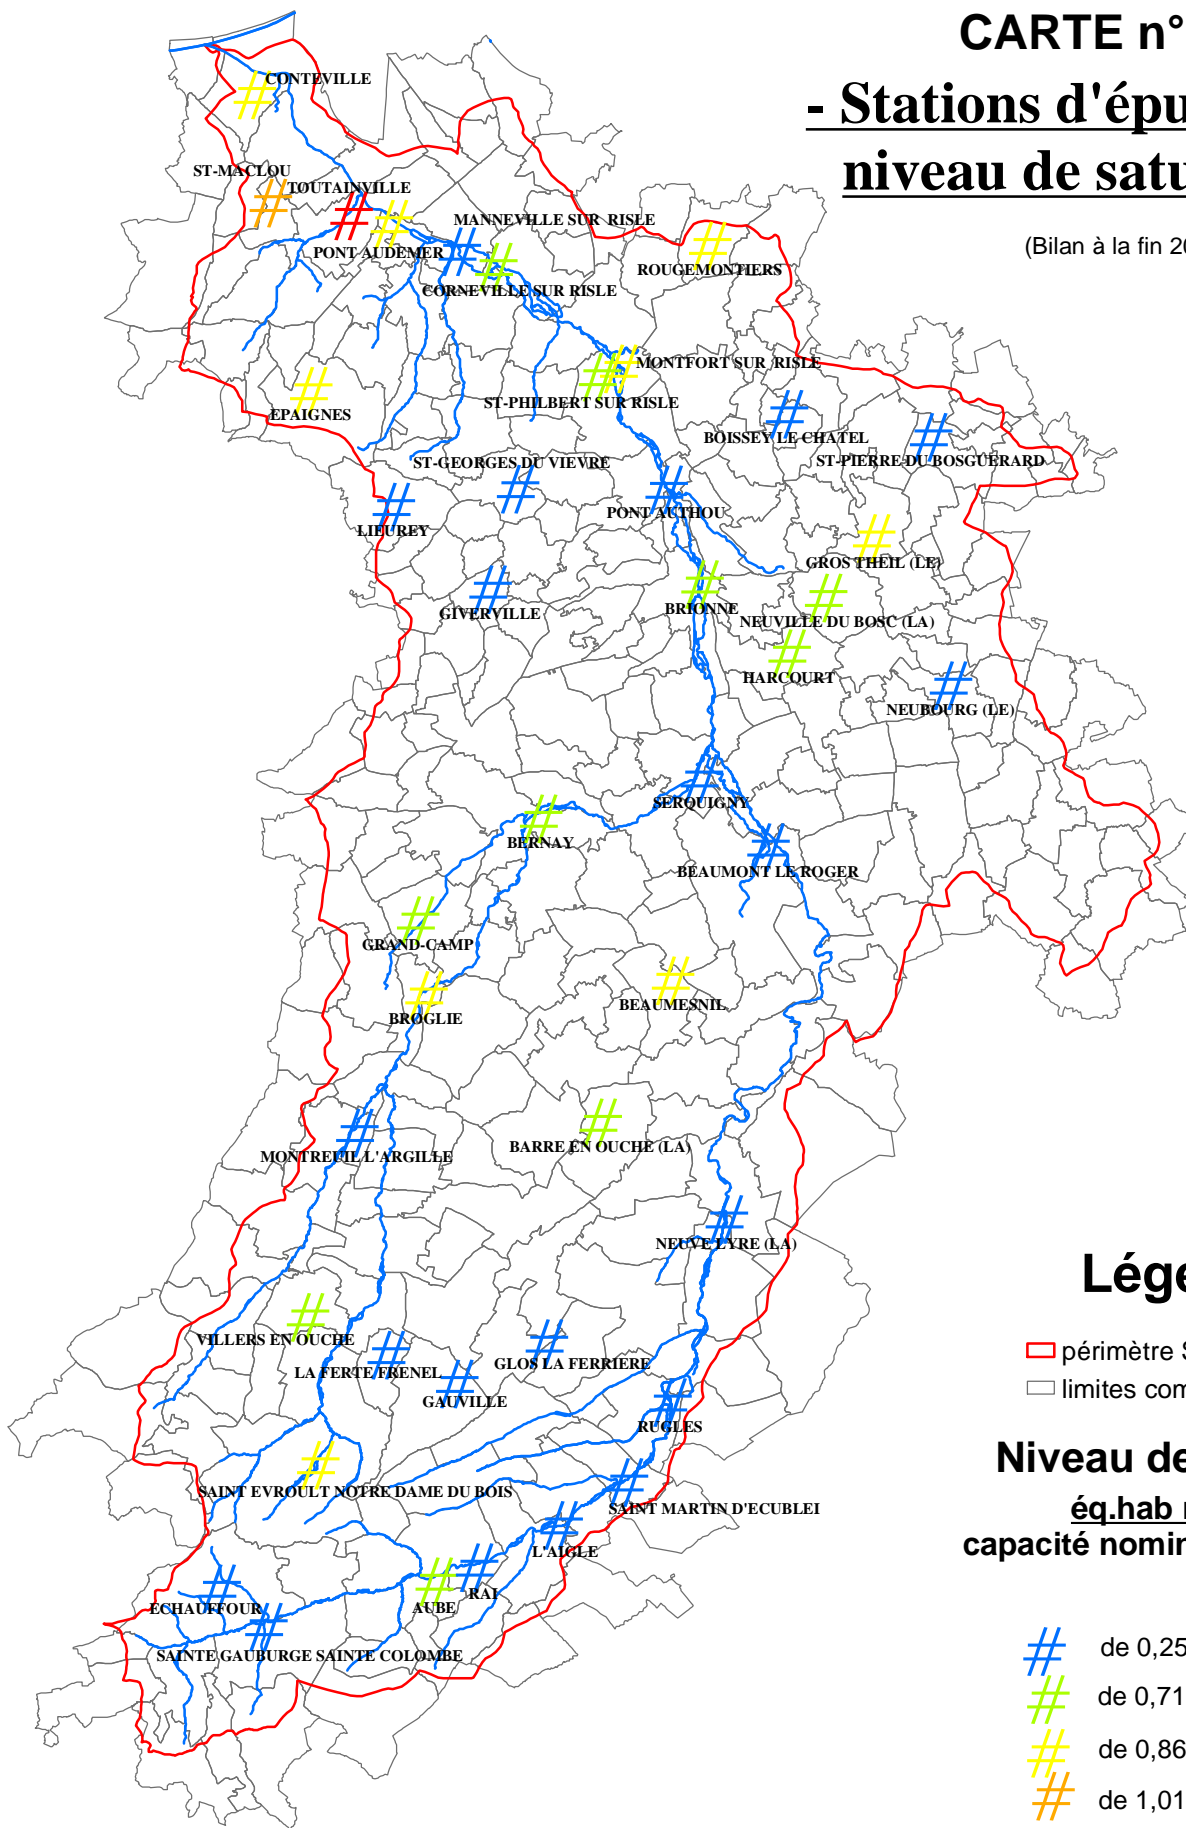 CARTE n°
- Stations d'épu
niveau de satu
(Bilan à la fin 20
CONTEVILLE
ST-MACLOU
TOUTAINVILLE
MANNEVILLE SUR RISLE
PONT AUDEMER
ROUGEMONTIERS
CORNEVILLE SUR RISLE
MONTFORT SUR RISLE
ST-PHILBERT SUR RISLE
EPAIGNES
BOISSEY LE CHATEL
ST-PIERRE DU BOSGUERARD
ST-GEORGES DU VIEVRE
PONT AUTHOU
LIEUREY
GROS THEIL (LE)
GIVERVILLE
BRIONNE
NEUVILLE DU BOSC (LA)
HARCOURT
NEUBOURG (LE)
SERQUIGNY
BERNAY
BEAUMONT LE ROGER
GRAND-CAMP
BEAUMESNIL
BROGLIE
BARRE EN OUCHE (LA)
MONTREUIL L'ARGILLE
NEUVE LYRE (LA)
VILLERS EN OUCHE
LA FERTE FRENEL
GLOS LA FERRIERE
GAUVILLE
RUGLES
SAINT EVROULT NOTRE DAME DU BOIS
SAINT MARTIN D'ECUBLEI
L'AIGLE
RAI
AUBE
ECHAUFFOUR
SAINTE GAUBURGE SAINTE COLOMBE
Lége
périmètre S
limites com
Niveau de
éq.hab r
capacité nomin
de 0,25
de 0,71
de 0,86
de 1,01